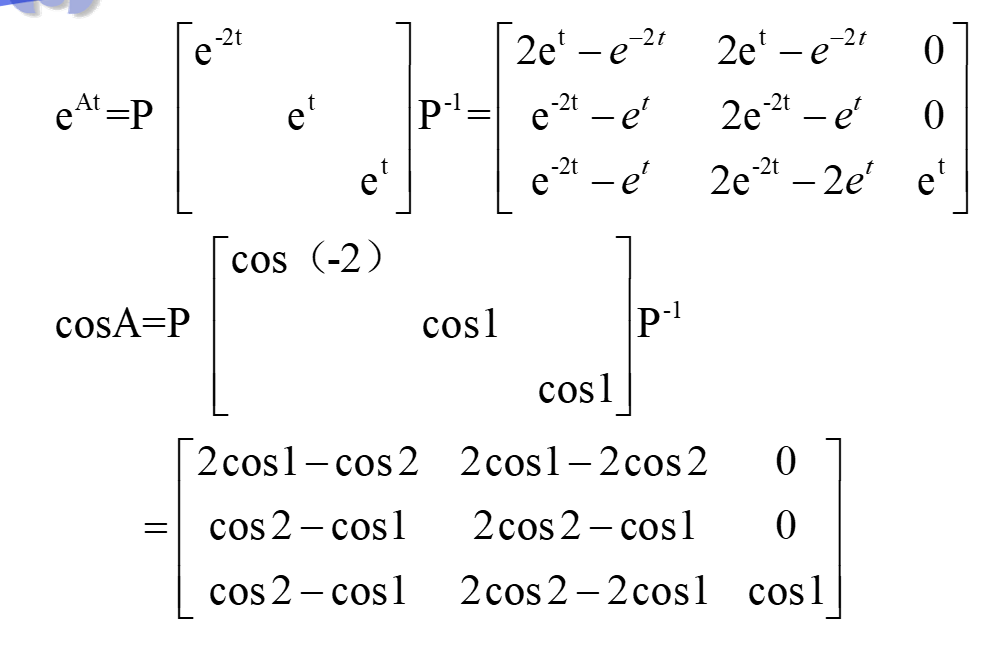 e^{At}=P [e^{-2t} e^{t} e^{t}] P^{-1}= [2e^{t} − e^{−2t} 2e^{t} − e^{−2t} 0
e^{-2t} − e^{t} 2e^{-2t} − e^{t} 0
e^{-2t} − e^{t} 2e^{-2t} − 2e^{t} e^{t}]
cosA=P [cos（-2） cos1 cos1] P^{-1}
= [2cos1−cos2 2cos1−2cos2 0
cos2−cos1 2cos2−cos1 0
cos2−cos1 2cos2−2cos1 cos1]